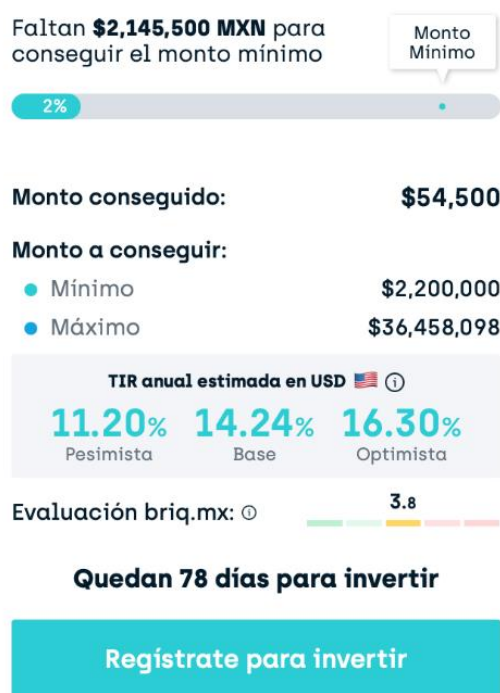 Faltan $2,145,500 MXN para
conseguir el monto mínimo
Monto
Mínimo
2%
Monto conseguido: $54,500
Monto a conseguir:
Mínimo $2,200,000
Máximo $36,458,098
TIR anual estimada en USD
11.20% 14.24% 16.30%
Pesimista Base Optimista
Evaluación briq.mx: 3.8
Quedan 78 días para invertir
Regístrate para invertir